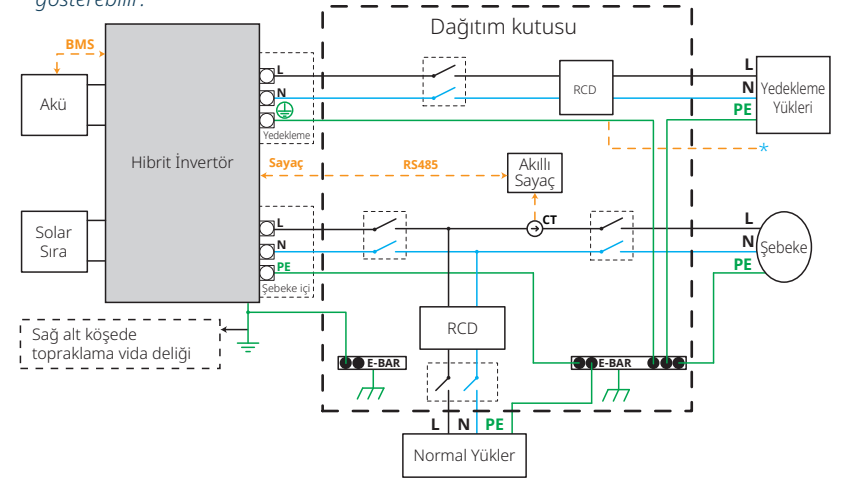 gösterebilir.
Dağıtım kutusu
BMS
Akü
Hibrit İnvertör
L
N
Yedekleme
RCD
L
N
PE
Yedekleme
Yükleri
*
Sayaç
RS485
Akıllı
Sayaç
CT
Solar
Sıra
L
N
PE
Şebeke içi
L
N
PE
Şebeke
RCD
Sağ alt köşede
topraklama vida deliği
E-BAR
E-BAR
L N PE
Normal Yükler